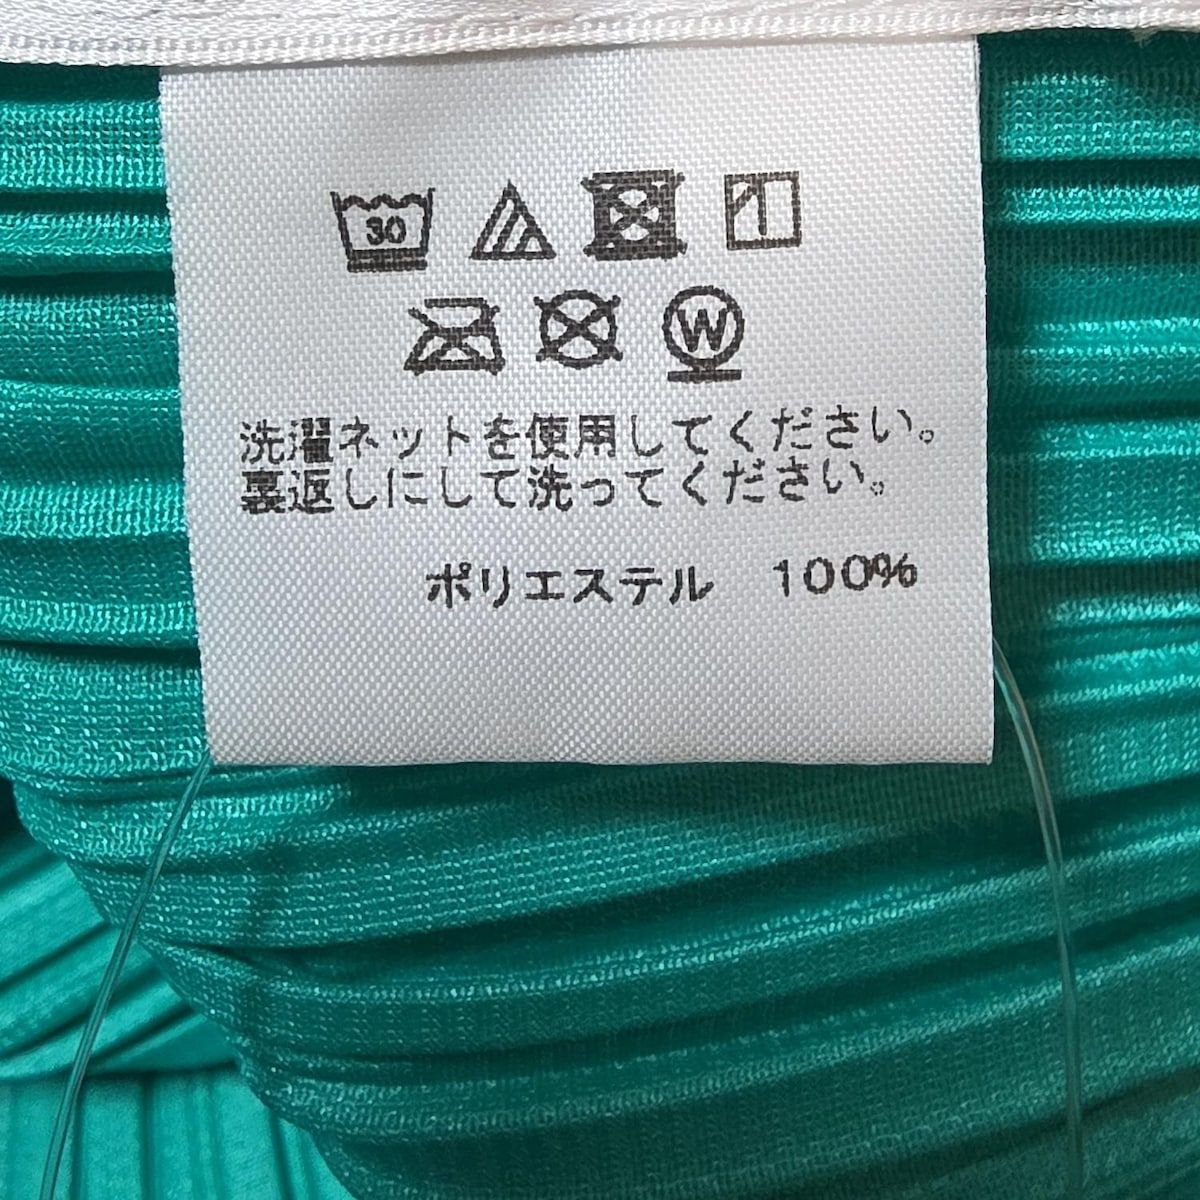 30
W
洗濯ネットを使用してください。
裏返しにして洗ってください。
ポリエステル 100%